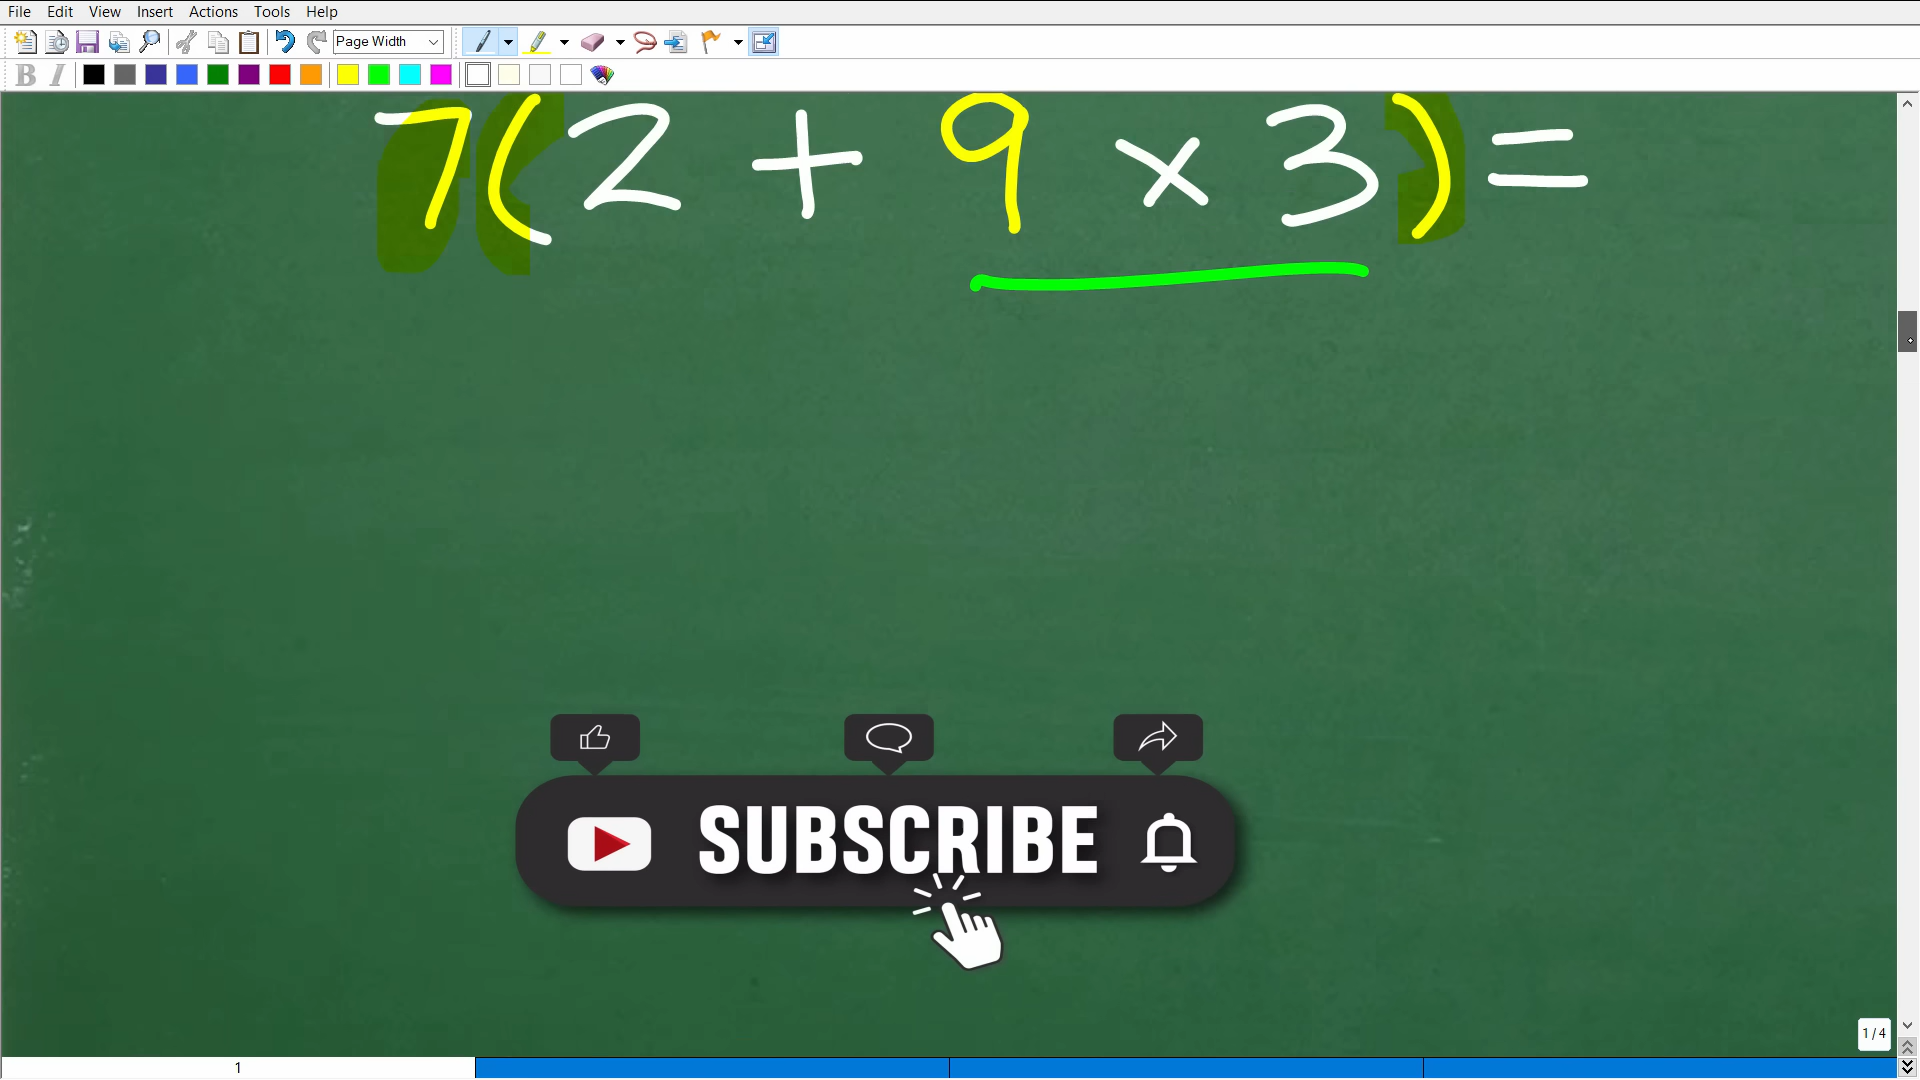 File Edit View Insert Actions Tools Help
Page Width
B I
7(2 + 9 × 3) =
SUBSCRIBE
1 / 4
1